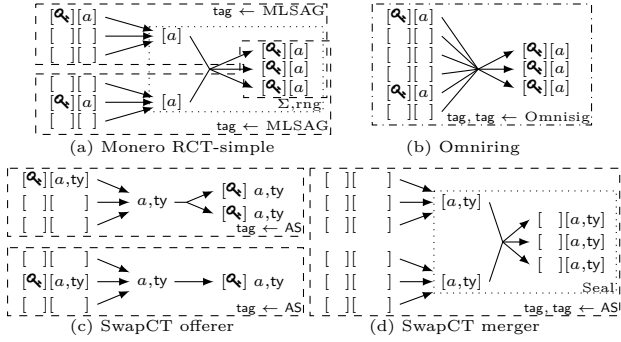 tag ← MLSAG
[ ][a]
[ ][ ]
[ ][ ]
[a]
[ ][a]
[ ][a]
[ ][a]
Σ,rng
[ ][ ]
[ ][a]
[ ][ ]
[a]
tag ← MLSAG
(a) Monero RCT-simple
[ ][a]
[ ][ ]
[ ][ ]
[ ][ ]
[ ][a]
[ ][ ]
[ ][a]
[ ][a]
[ ][a]
tag, tag ← Omnisig
(b) Omniring
[ ][a,ty]
[ ][ ]
[ ][ ]
a,ty
[ ] a,ty
[ ] a,ty
tag ← AS
[ ][ ]
[ ][a,ty]
[ ][ ]
a,ty
[ ] a,ty
tag ← AS
(c) SwapCT offerer
[ ][ ]
[ ][ ]
[ ][ ]
[a,ty]
[ ][a,ty]
[ ][a,ty]
[ ][a,ty]
[ ][ ]
[ ][ ]
[ ][ ]
[a,ty]
Seal
tag, tag ← AS
(d) SwapCT merger